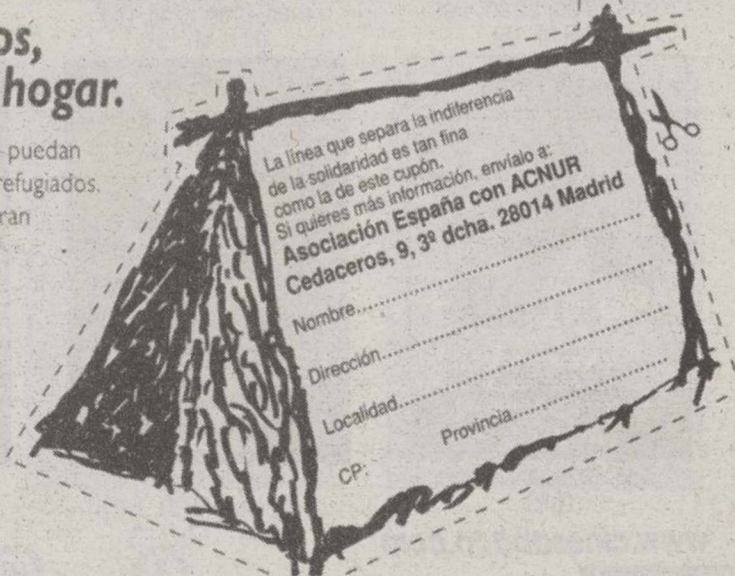 os,
hogar.
puedan
refugiados.
ran
La línea que separa la indiferencia
de la solidaridad es tan fina
como la de este cupón.
Si quieres más información, envíalo a:
Asociación España con ACNUR
Cedaceros, 9, 3º dcha. 28014 Madrid
Nombre
Dirección
Localidad
CP: Provincia